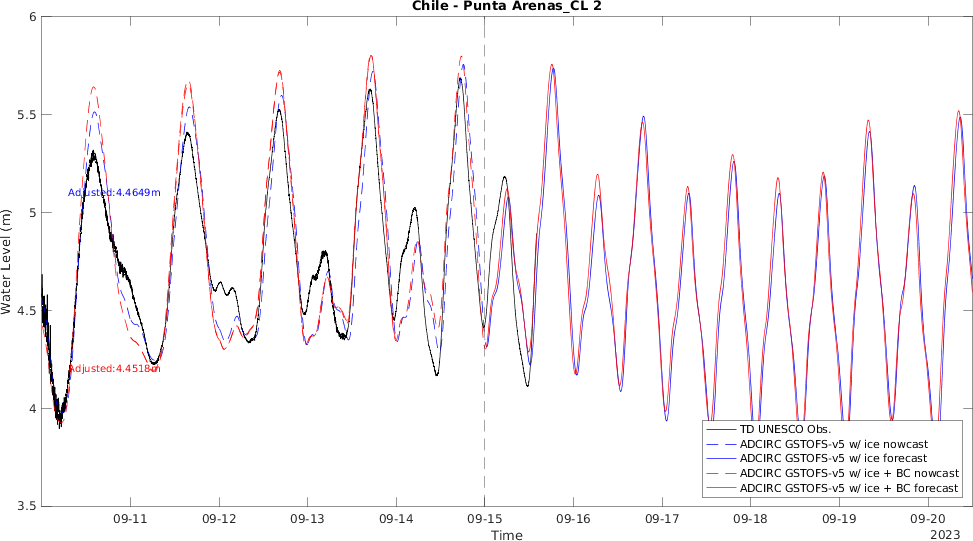 Chile - Punta Arenas_CL 2
Water Level (m)
6
5.5
5
4.5
4
3.5
Adjusted:4.4649m
Adjusted:4.4518m
TD UNESCO Obs.
ADCIRC GSTOFS-v5 w/ ice nowcast
ADCIRC GSTOFS-v5 w/ ice forecast
ADCIRC GSTOFS-v5 w/ ice + BC nowcast
ADCIRC GSTOFS-v5 w/ ice + BC forecast
09-11 09-12 09-13 09-14 09-15 09-16 09-17 09-18 09-19 09-20
Time
2023